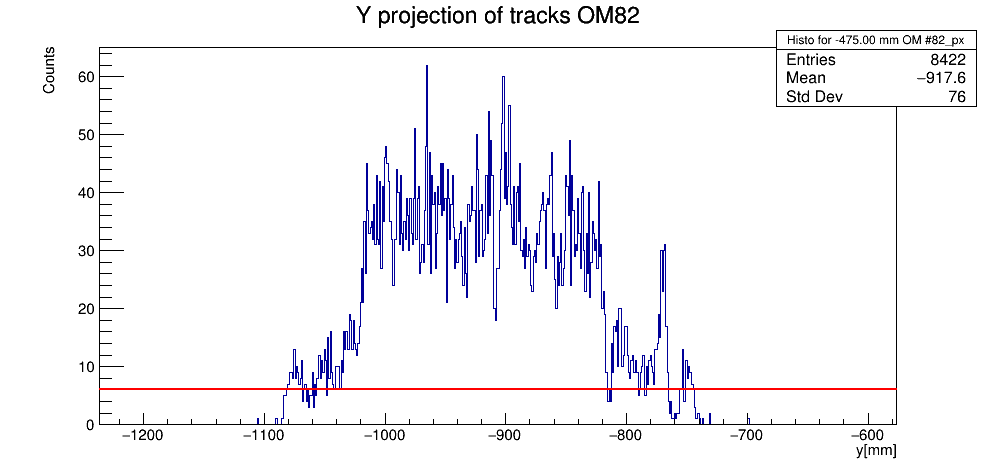 Y projection of tracks OM82
Histo for -475.00 mm OM #82_px
Entries 8422
Mean −917.6
Std Dev 76
Counts
60
50
40
30
20
10
0
−1200 −1100 −1000 −900 −800 −700 −600
y[mm]